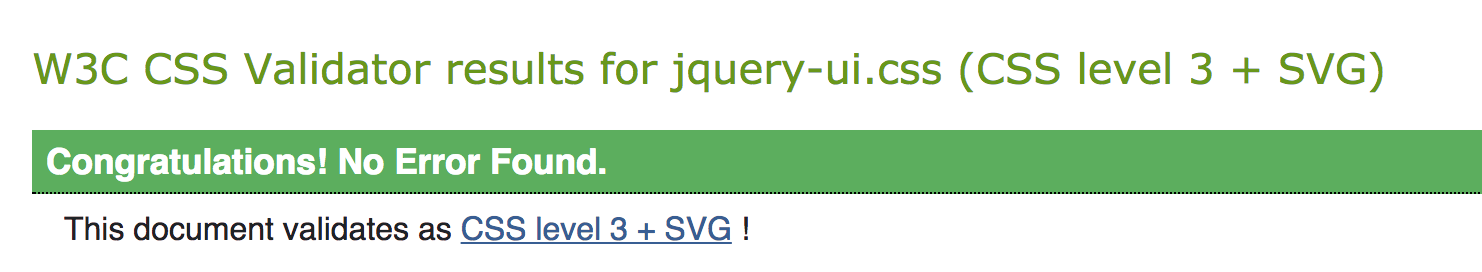 W3C CSS Validator results for jquery-ui.css (CSS level 3 + SVG)
Congratulations! No Error Found.
This document validates as CSS level 3 + SVG !